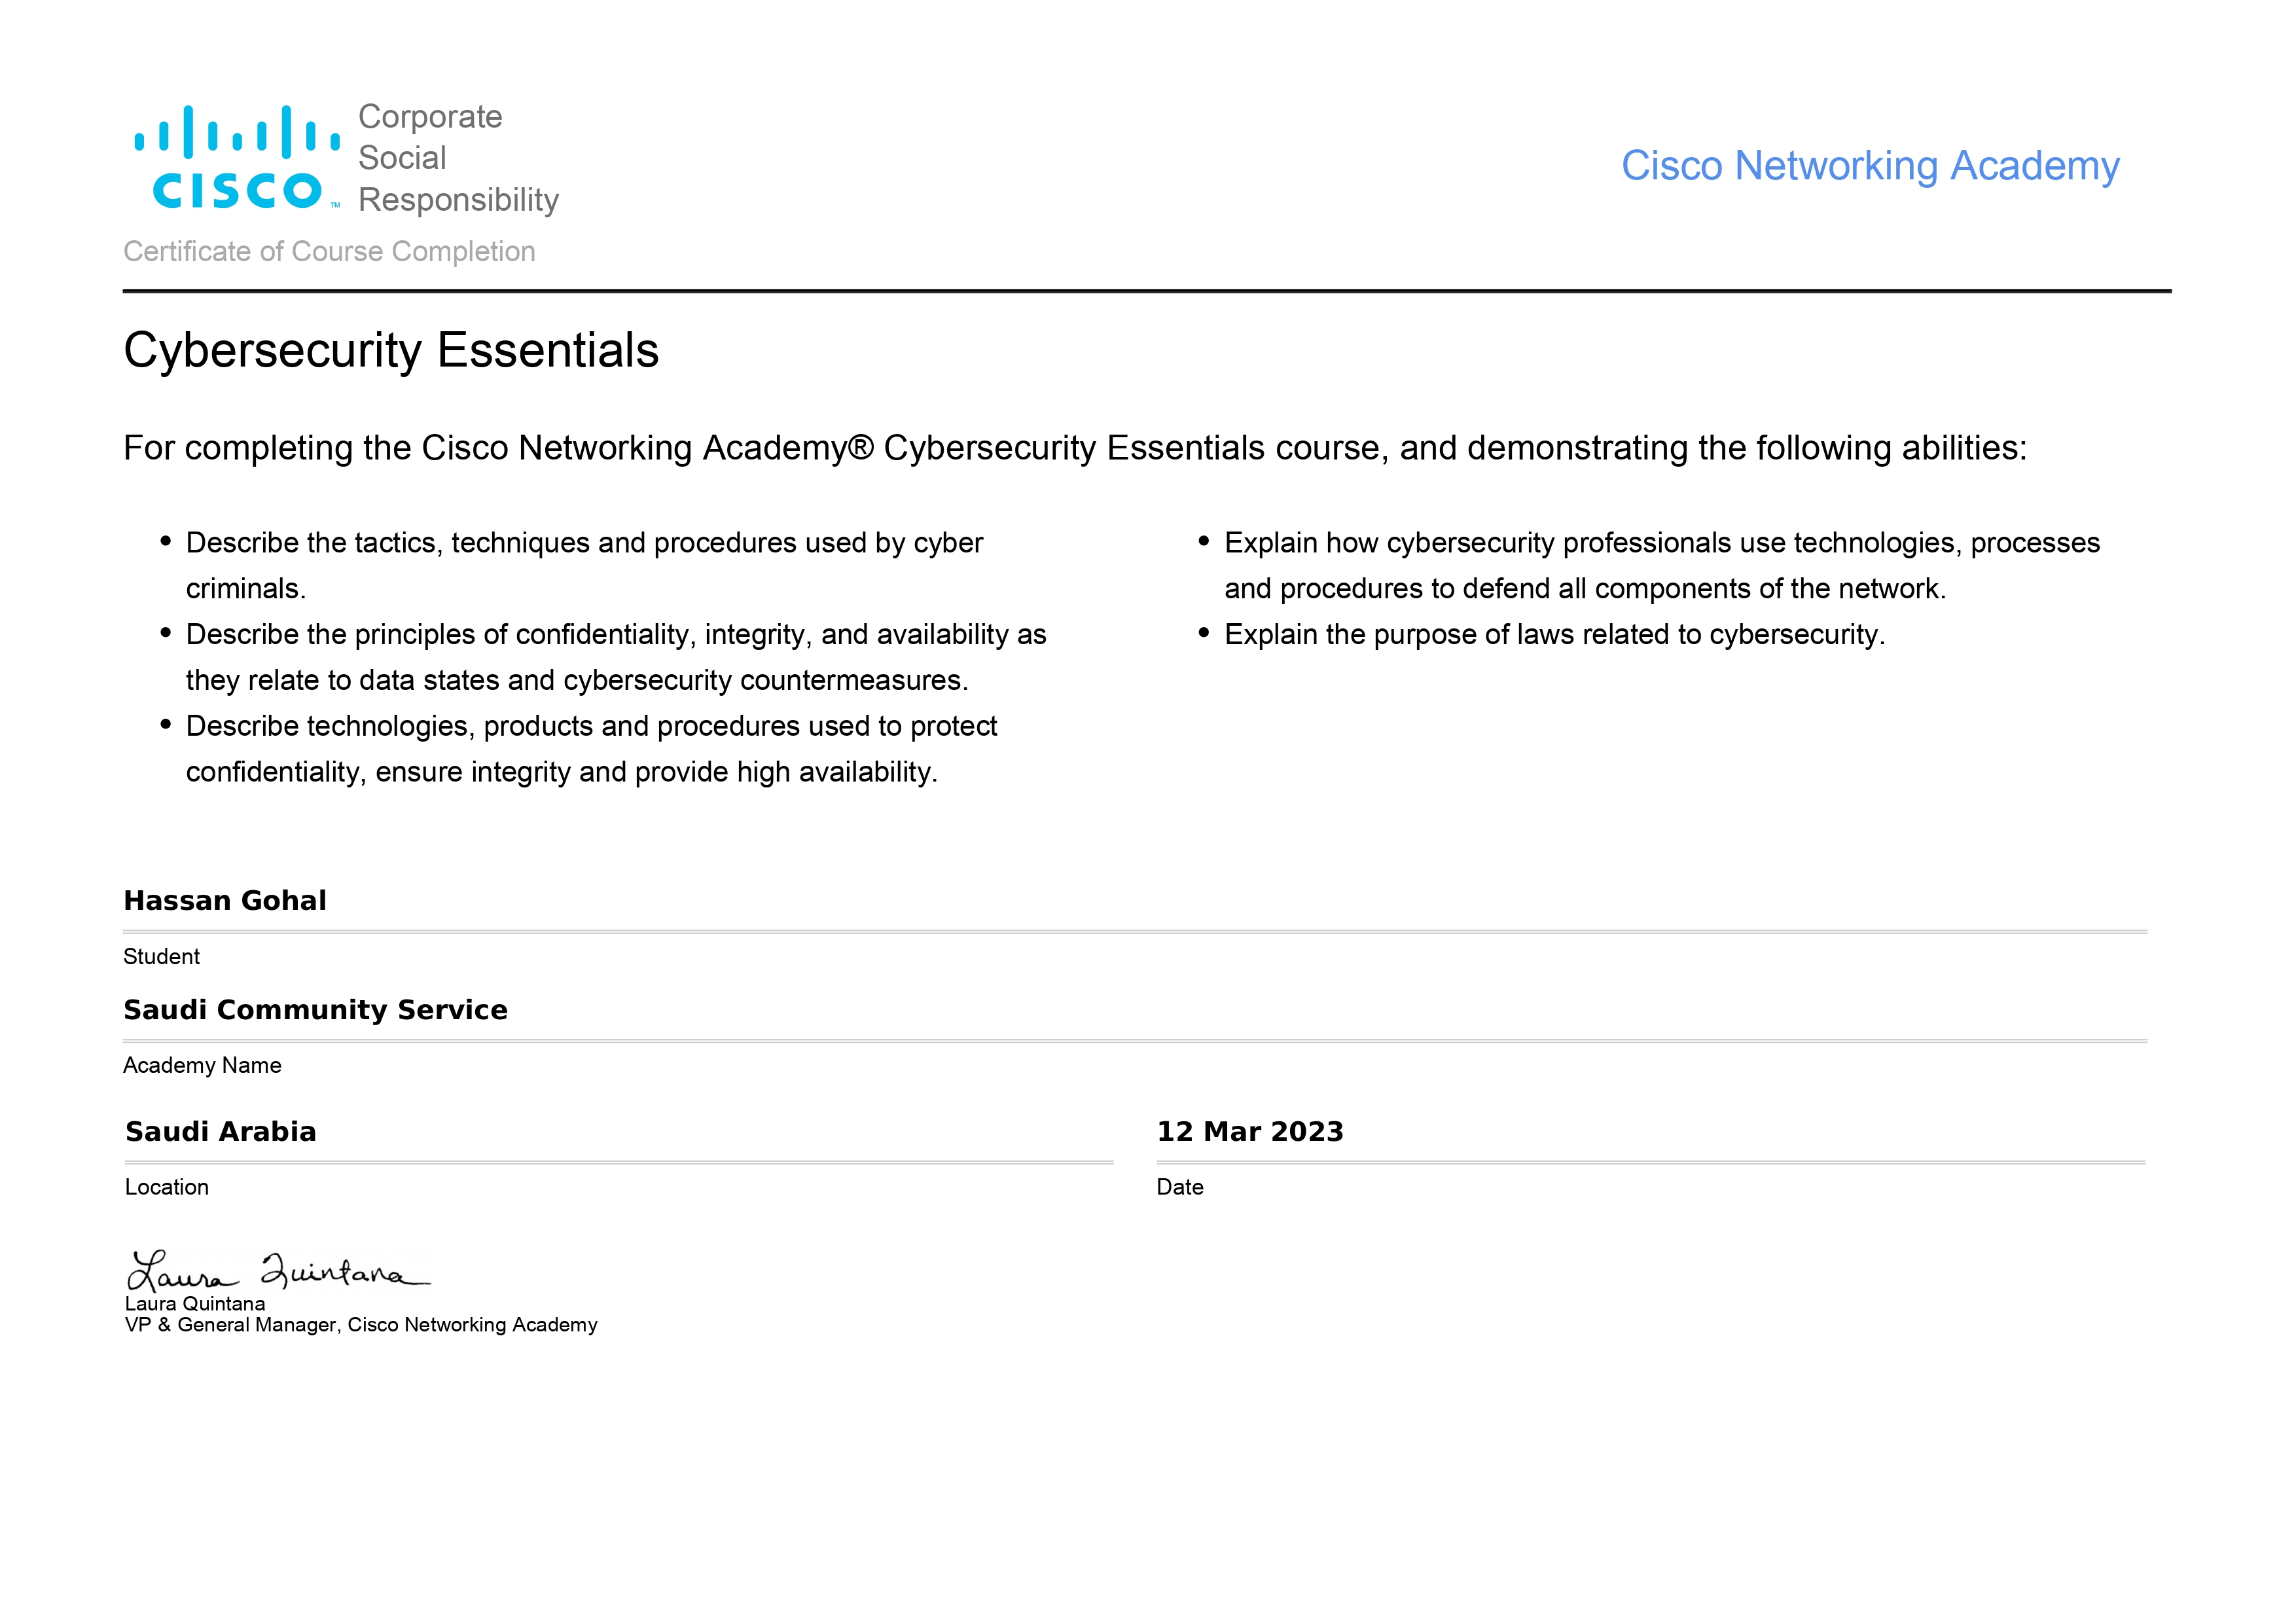 Corporate
Social
Responsibility
CISCO™
Cisco Networking Academy
Certificate of Course Completion
Cybersecurity Essentials
For completing the Cisco Networking Academy® Cybersecurity Essentials course, and demonstrating the following abilities:
• Describe the tactics, techniques and procedures used by cyber
criminals.
• Describe the principles of confidentiality, integrity, and availability as
they relate to data states and cybersecurity countermeasures.
• Describe technologies, products and procedures used to protect
confidentiality, ensure integrity and provide high availability.
• Explain how cybersecurity professionals use technologies, processes
and procedures to defend all components of the network.
• Explain the purpose of laws related to cybersecurity.
Hassan Gohal
Student
Saudi Community Service
Academy Name
Saudi Arabia
Location
12 Mar 2023
Date
Laura Quintana
Laura Quintana
VP & General Manager, Cisco Networking Academy